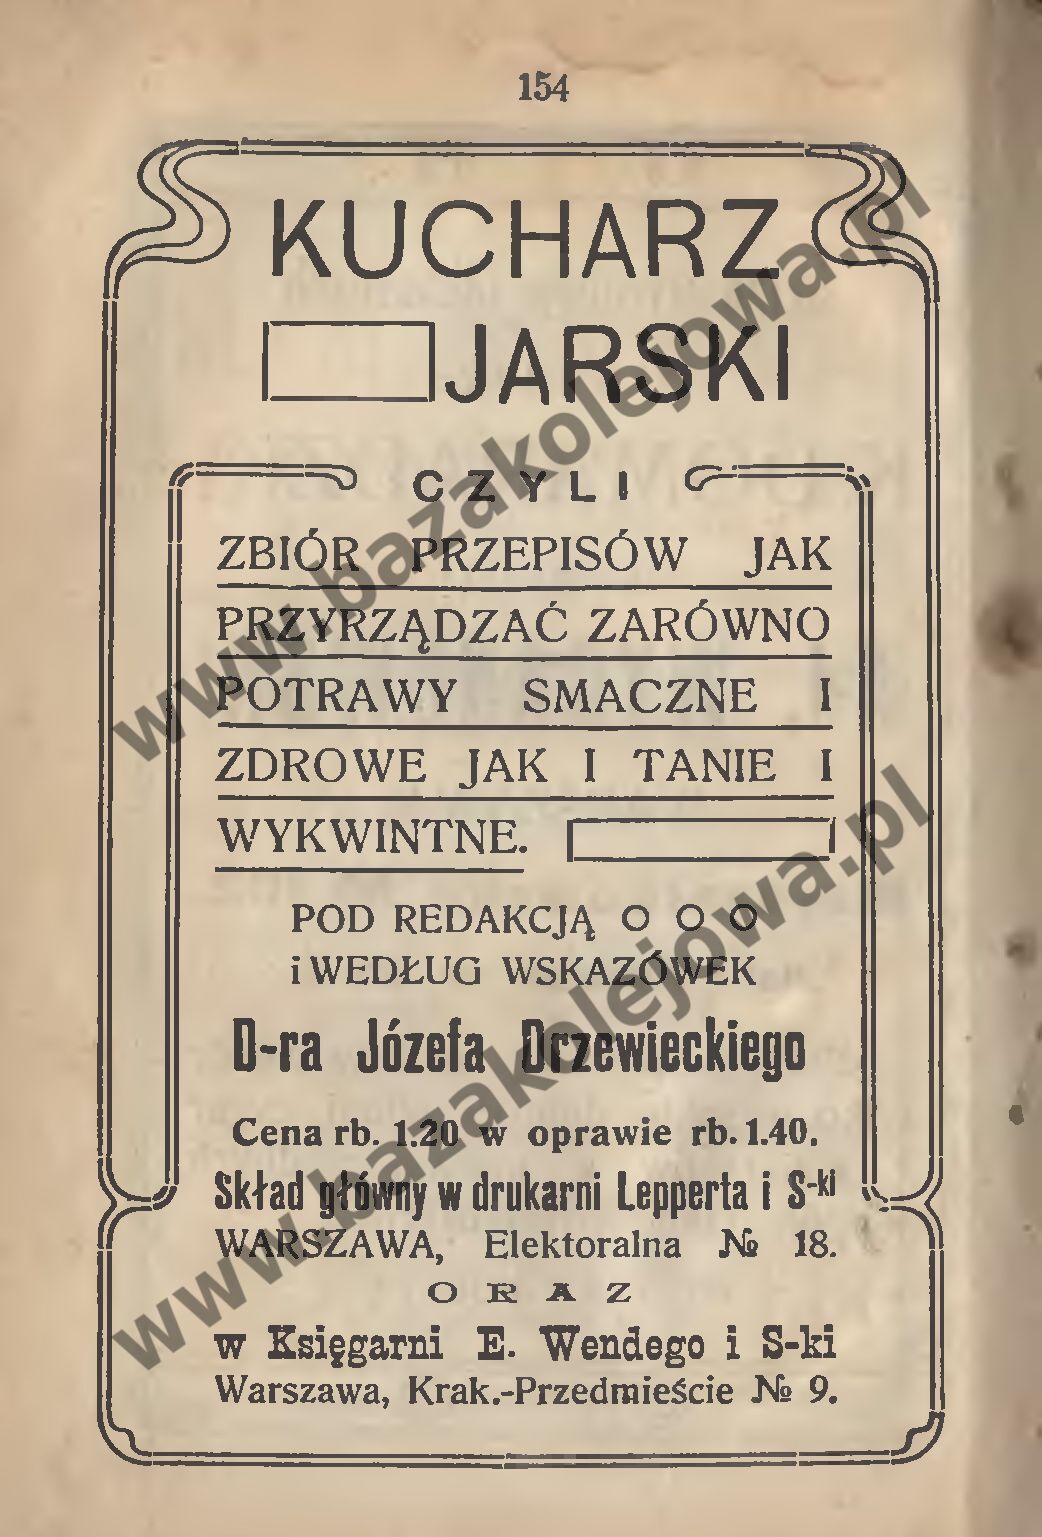 154
KUCHARZ
JARSKI
CZYLI
ZBIÓR PRZEPISÓW JAK
PRZYRZĄDZAĆ ZARÓWNO
POTRAWY SMACZNE I
ZDROWE JAK I TANIE I
WYKWINTNE.
POD REDAKCJĄ O O O
i WEDŁUG WSKAZÓWEK
D-ra Józefa Drzewieckiego
Cena rb. 1.20 w oprawie rb. 1.40.
Skład główny w drukarni Lepperta i S-ki
WARSZAWA, Elektoralna № 18.
ORAZ
w Księgarni E. Wendego i S-ki
Warszawa, Krak.-Przedmieście № 9.
www.bazakolejowa.pl
www.bazakolejowa.pl